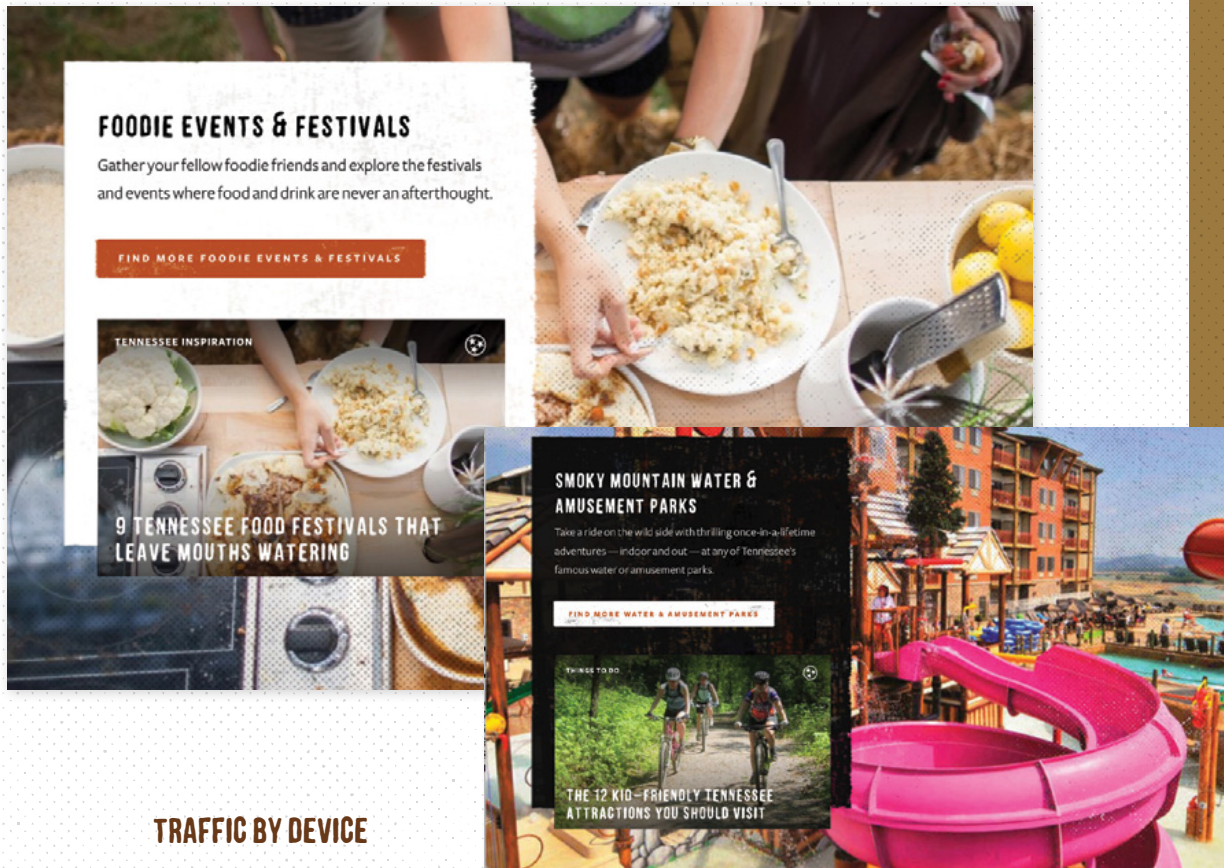 FOODIE EVENTS & FESTIVALS
Gather your fellow foodie friends and explore the festivals
and events where food and drink are never an afterthought.
FIND MORE FOODIE EVENTS & FESTIVALS
TENNESSEE INSPIRATION
9 TENNESSEE FOOD FESTIVALS THAT
LEAVE MOUTHS WATERING
SMOKY MOUNTAIN WATER &
AMUSEMENT PARKS
Take a ride on the wild side with thrilling once-in-a-lifetime
adventures — indoor and out — at any of Tennessee's
famous water or amusement parks.
FIND MORE WATER & AMUSEMENT PARKS
THINGS TO DO
THE 12 KID-FRIENDLY TENNESSEE
ATTRACTIONS YOU SHOULD VISIT
TRAFFIC BY DEVICE